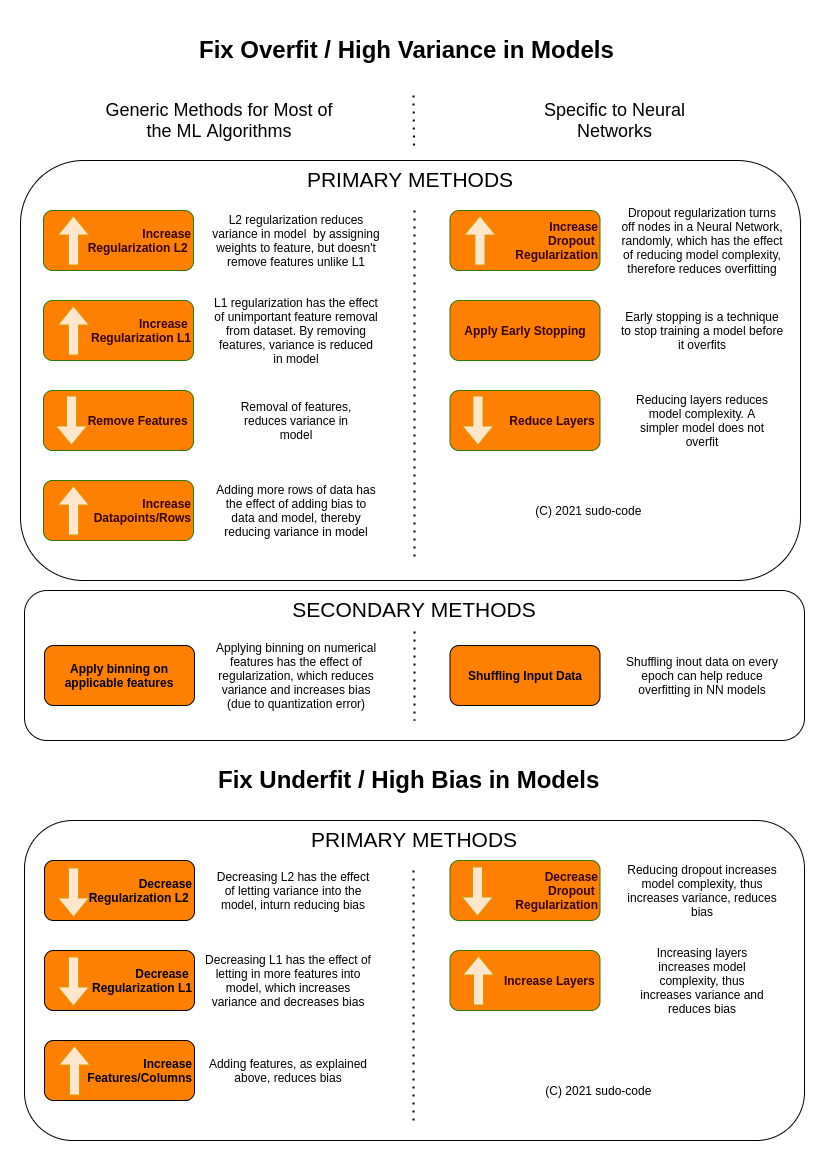 Fix Overfit / High Variance in Models
Generic Methods for Most of
the ML Algorithms
Specific to Neural
Networks
PRIMARY METHODS
Increase
Regularization L2
L2 regularization reduces
variance in model by assigning
weights to feature, but doesn't
remove features unlike L1
Increase
Dropout
Regularization
Dropout regularization turns
off nodes in a Neural Network,
randomly, which has the effect
of reducing model complexity,
therefore reduces overfitting
Increase
Regularization L1
L1 regularization has the effect
of unimportant feature removal
from dataset. By removing
features, variance is reduced
in model
Apply Early Stopping
Early stopping is a technique
to stop training a model before
it overfits
Remove Features
Removal of features,
reduces variance in
model
Reduce Layers
Reducing layers reduces
model complexity. A
simpler model does not
overfit
Increase
Datapoints/Rows
Adding more rows of data has
the effect of adding bias to
data and model, thereby
reducing variance in model
(C) 2021 sudo-code
SECONDARY METHODS
Apply binning on
applicable features
Applying binning on numerical
features has the effect of
regularization, which reduces
variance and increases bias
(due to quantization error)
Shuffling Input Data
Shuffling inout data on every
epoch can help reduce
overfitting in NN models
Fix Underfit / High Bias in Models
PRIMARY METHODS
Decrease
Regularization L2
Decreasing L2 has the effect
of letting variance into the
model, inturn reducing bias
Decrease
Dropout
Regularization
Reducing dropout increases
model complexity, thus
increases variance, reduces
bias
Decrease
Regularization L1
Decreasing L1 has the effect of
letting in more features into
model, which increases
variance and decreases bias
Increase Layers
Increasing layers
increases model
complexity, thus
increases variance and
reduces bias
Increase
Features/Columns
Adding features, as explained
above, reduces bias
(C) 2021 sudo-code